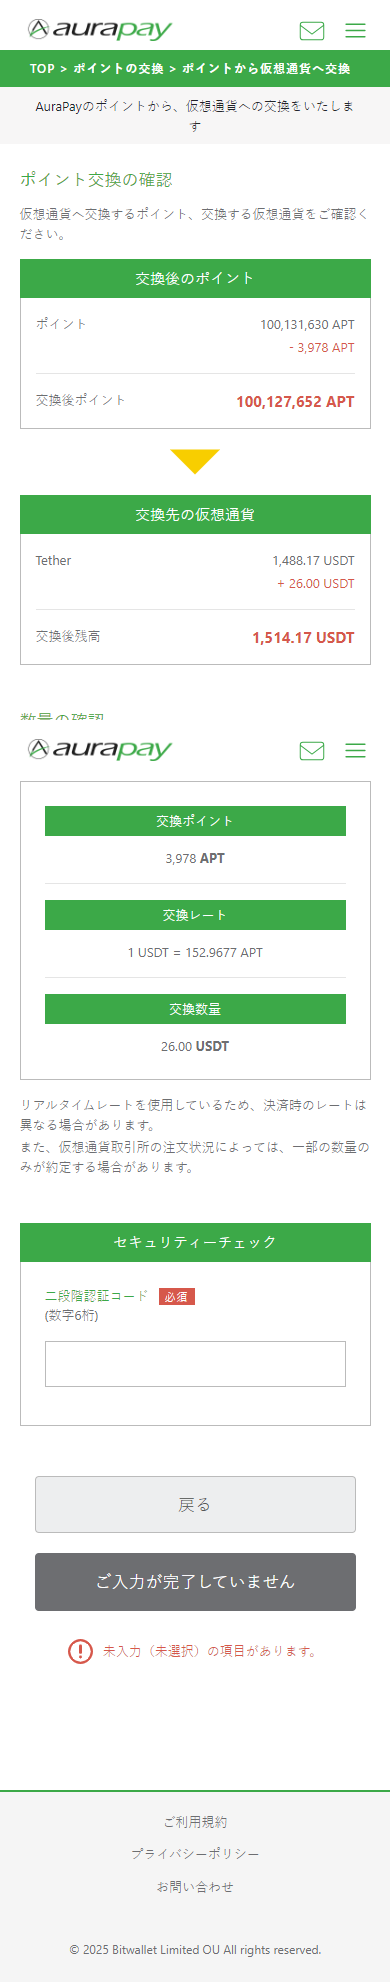 aurapay
TOP > ポイントの交換 > ポイントから仮想通貨へ交換
AuraPayのポイントから、仮想通貨への交換をいたしま
す
ポイント交換の確認
仮想通貨へ交換するポイント、交換する仮想通貨をご確認く
ださい。
交換後のポイント
ポイント 100,131,630 APT
- 3,978 APT
交換後ポイント 100,127,652 APT
交換先の仮想通貨
Tether 1,488.17 USDT
+ 26.00 USDT
交換後残高 1,514.17 USDT
数量の確認
aurapay
交換ポイント
3,978 APT
交換レート
1 USDT = 152.9677 APT
交換数量
26.00 USDT
リアルタイムレートを使用しているため、決済時のレートは
異なる場合があります。
また、仮想通貨取引所の注文状況によっては、一部の数量の
みが約定する場合があります。
セキュリティーチェック
二段階認証コード 必須
(数字6桁)
戻る
ご入力が完了していません
未入力（未選択）の項目があります。
ご利用規約
プライバシーポリシー
お問い合わせ
© 2025 Bitwallet Limited OU All rights reserved.